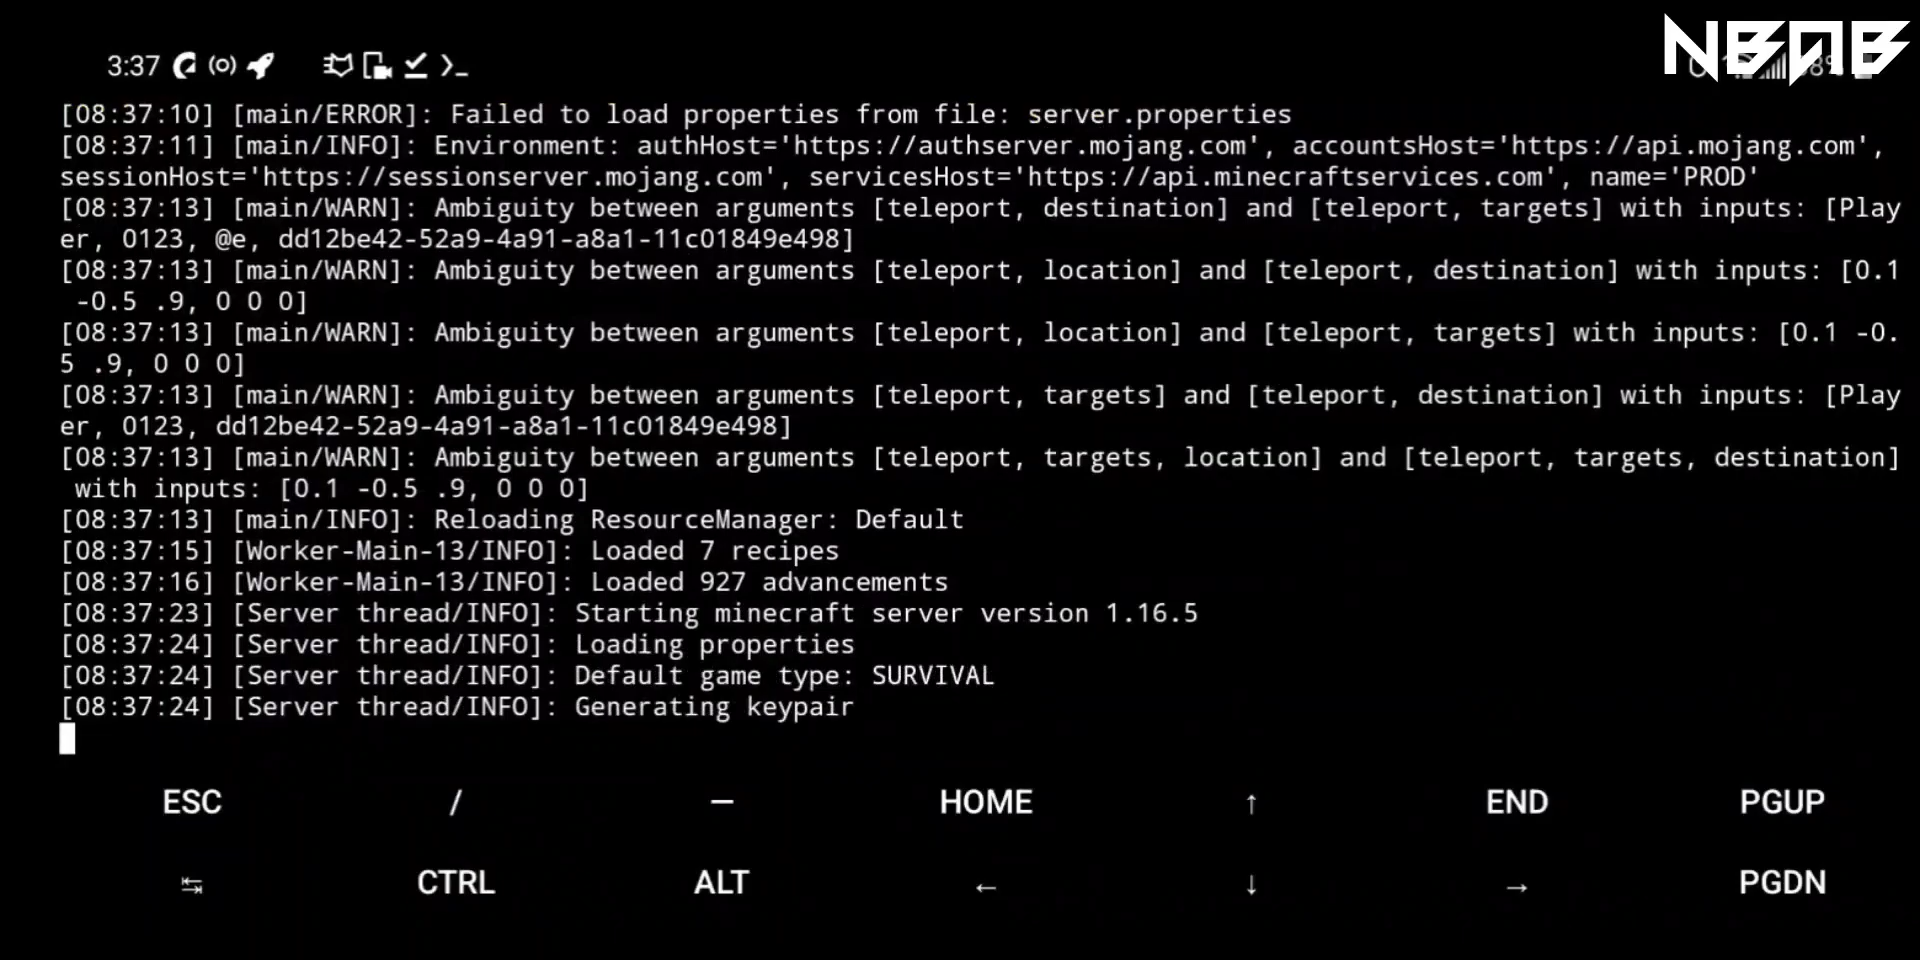 NBAB
3:37
[08:37:10] [main/ERROR]: Failed to load properties from file: server.properties
[08:37:11] [main/INFO]: Environment: authHost='https://authserver.mojang.com', accountsHost='https://api.mojang.com',
sessionHost='https://sessionserver.mojang.com', servicesHost='https://api.minecraftservices.com', name='PROD'
[08:37:13] [main/WARN]: Ambiguity between arguments [teleport, destination] and [teleport, targets] with inputs: [Play
er, 0123, @e, dd12be42-52a9-4a91-a8a1-11c01849e498]
[08:37:13] [main/WARN]: Ambiguity between arguments [teleport, location] and [teleport, destination] with inputs: [0.1
-0.5 .9, 0 0 0]
[08:37:13] [main/WARN]: Ambiguity between arguments [teleport, location] and [teleport, targets] with inputs: [0.1 -0.
5 .9, 0 0 0]
[08:37:13] [main/WARN]: Ambiguity between arguments [teleport, targets] and [teleport, destination] with inputs: [Play
er, 0123, dd12be42-52a9-4a91-a8a1-11c01849e498]
[08:37:13] [main/WARN]: Ambiguity between arguments [teleport, targets, location] and [teleport, targets, destination]
with inputs: [0.1 -0.5 .9, 0 0 0]
[08:37:13] [main/INFO]: Reloading ResourceManager: Default
[08:37:15] [Worker-Main-13/INFO]: Loaded 7 recipes
[08:37:16] [Worker-Main-13/INFO]: Loaded 927 advancements
[08:37:23] [Server thread/INFO]: Starting minecraft server version 1.16.5
[08:37:24] [Server thread/INFO]: Loading properties
[08:37:24] [Server thread/INFO]: Default game type: SURVIVAL
[08:37:24] [Server thread/INFO]: Generating keypair
ESC / — HOME ↑ END PGUP
↹ CTRL ALT ← ↓ → PGDN